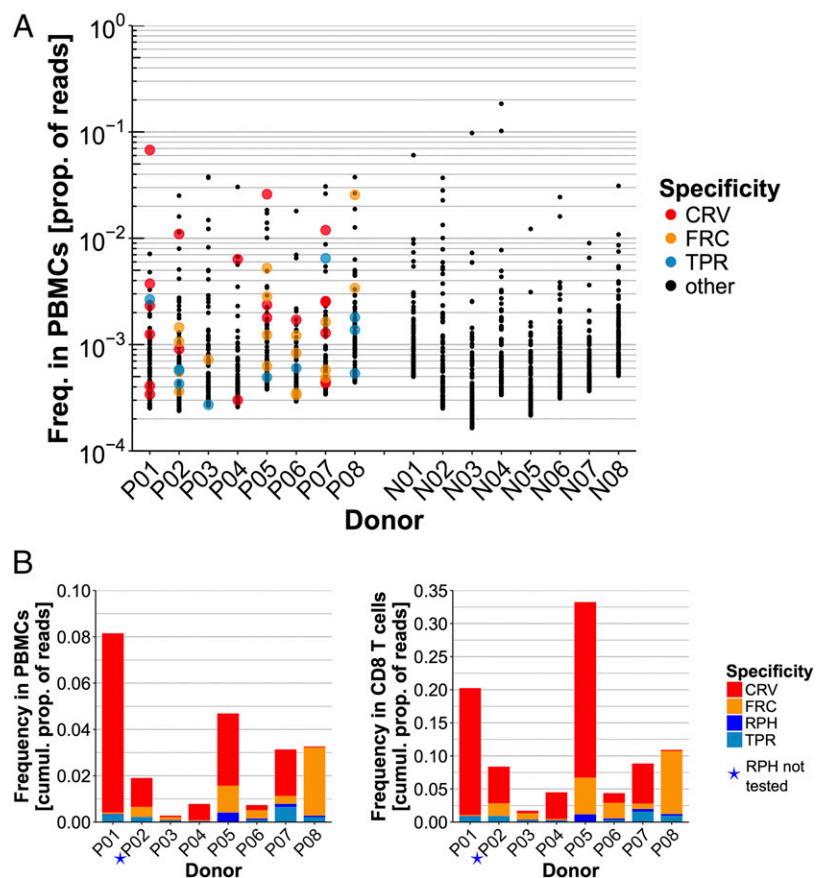 A
Freq. in PBMCs [prop. of reads]
10⁰
10⁻¹
10⁻²
10⁻³
10⁻⁴
P01 P02 P03 P04 P05 P06 P07 P08 N01 N02 N03 N04 N05 N06 N07 N08
Donor
Specificity
CRV
FRC
TPR
other
B
Frequency in PBMCs
[cumul. prop. of reads]
0.10
0.08
0.06
0.04
0.02
0.00
P01 P02 P03 P04 P05 P06 P07 P08
Donor
Frequency in CD8 T cells
[cumul. prop. of reads]
0.35
0.30
0.25
0.20
0.15
0.10
0.05
0.00
P01 P02 P03 P04 P05 P06 P07 P08
Donor
Specificity
CRV
FRC
RPH
TPR
RPH not
tested